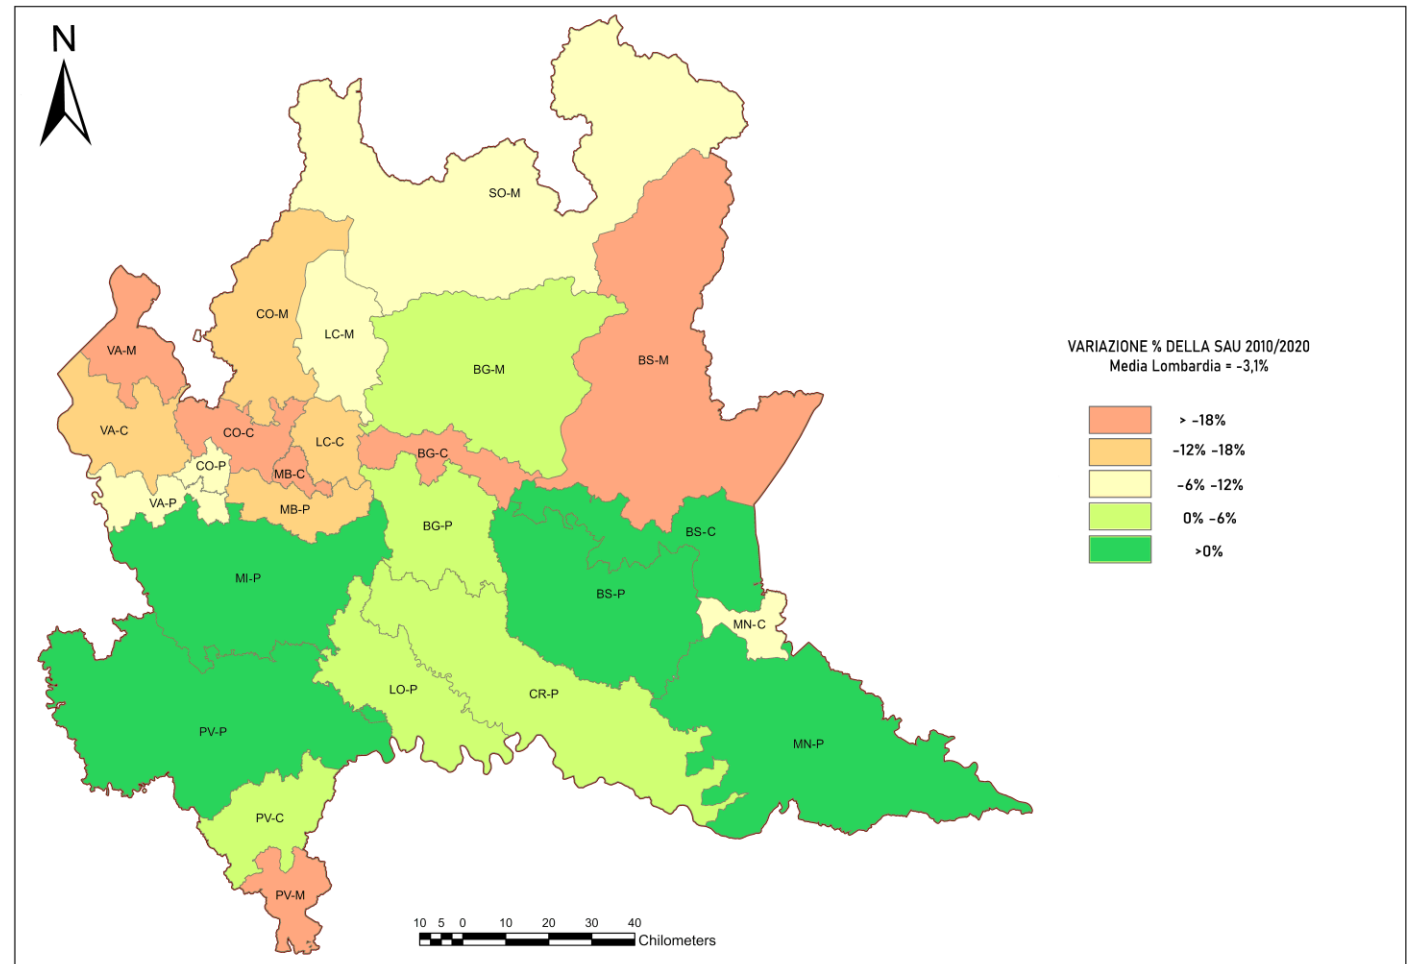 N
SO-M
CO-M
LC-M
VA-M
BS-M
BG-M
VA-C
CO-C
LC-C
BG-C
CO-P
MB-C
VA-P
MB-P
BG-P
BS-C
MI-P
BS-P
MN-C
LO-P
CR-P
PV-P
MN-P
PV-C
PV-M
VARIAZIONE % DELLA SAU 2010/2020
Media Lombardia = -3,1%
> -18%
-12% -18%
-6% -12%
0% -6%
>0%
10 5 0 10 20 30 40
Chilometers